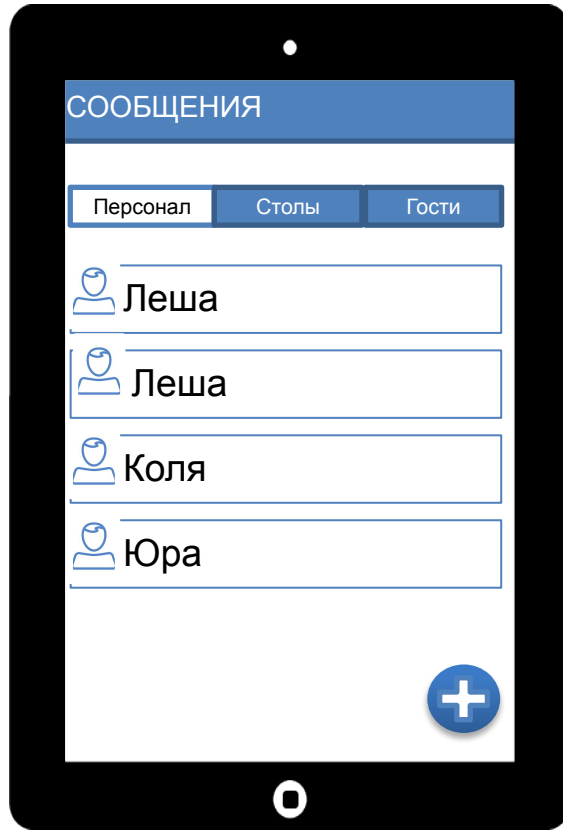 СООБЩЕНИЯ
Персонал Столы Гости
Леша
Леша
Коля
Юра